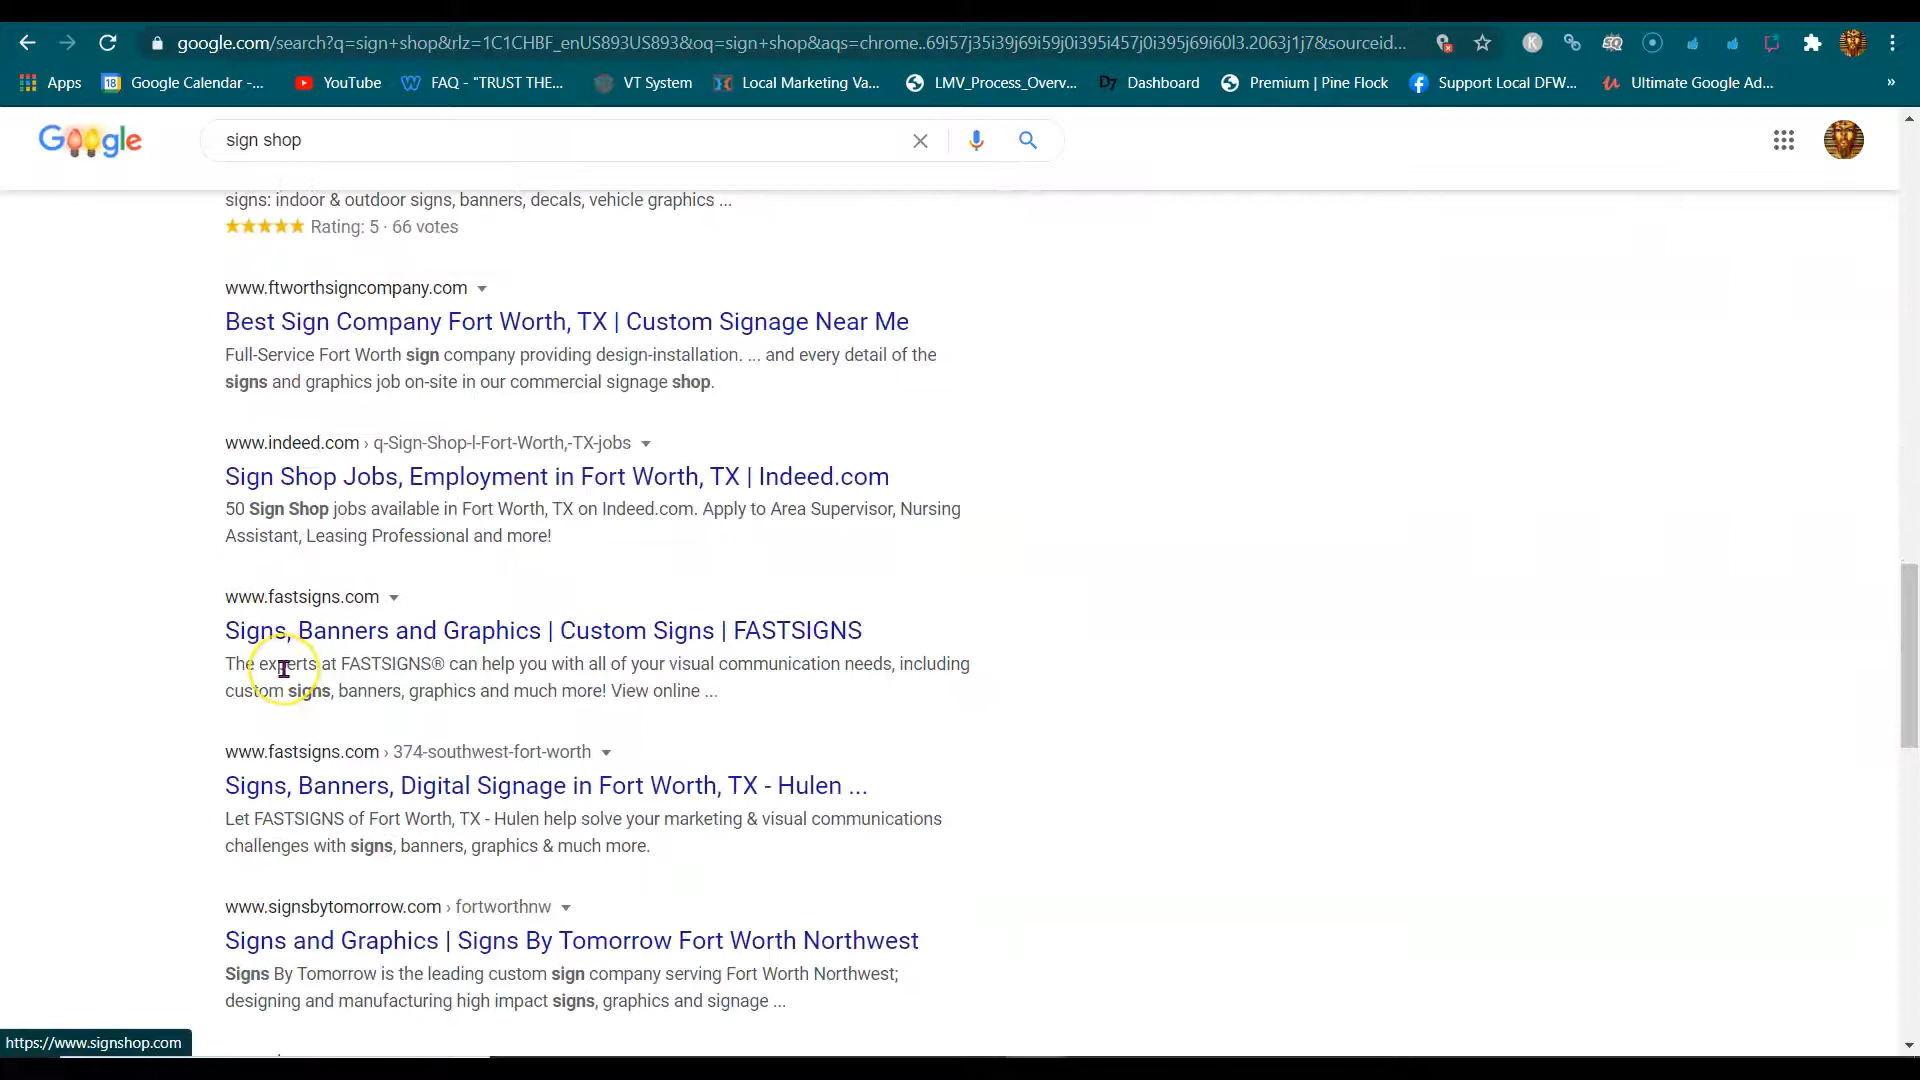 google.com/search?q=sign+shop&rlz=1C1CHBF_enUS893US893&oq=sign+shop&aqs=chrome..69i57j35i39j69i59j0i395i457j0i395j69i60l3.2063j1j7&sourceid...
Apps Google Calendar -... YouTube FAQ - "TRUST THE... VT System Local Marketing Va... LMV_Process_Overv... D7 Dashboard Premium | Pine Flock Support Local DFW... Ultimate Google Ad... »
Google sign shop
signs: indoor & outdoor signs, banners, decals, vehicle graphics ...
Rating: 5 · 66 votes
www.ftworthsigncompany.com
Best Sign Company Fort Worth, TX | Custom Signage Near Me
Full-Service Fort Worth sign company providing design-installation. ... and every detail of the
signs and graphics job on-site in our commercial signage shop.
www.indeed.com › q-Sign-Shop-l-Fort-Worth,-TX-jobs
Sign Shop Jobs, Employment in Fort Worth, TX | Indeed.com
50 Sign Shop jobs available in Fort Worth, TX on Indeed.com. Apply to Area Supervisor, Nursing
Assistant, Leasing Professional and more!
www.fastsigns.com
Signs, Banners and Graphics | Custom Signs | FASTSIGNS
The experts at FASTSIGNS® can help you with all of your visual communication needs, including
custom signs, banners, graphics and much more! View online ...
www.fastsigns.com › 374-southwest-fort-worth
Signs, Banners, Digital Signage in Fort Worth, TX - Hulen ...
Let FASTSIGNS of Fort Worth, TX - Hulen help solve your marketing & visual communications
challenges with signs, banners, graphics & much more.
www.signsbytomorrow.com › fortworthnw
Signs and Graphics | Signs By Tomorrow Fort Worth Northwest
Signs By Tomorrow is the leading custom sign company serving Fort Worth Northwest;
designing and manufacturing high impact signs, graphics and signage ...
https://www.signshop.com